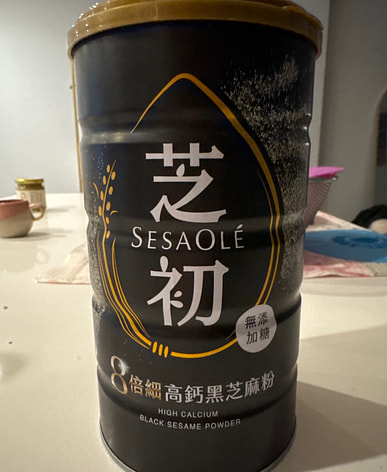 芝
SESAOLÉ
初
無添
加糖
8倍細高鈣黑芝麻粉
HIGH CALCIUM
BLACK SESAME POWDER